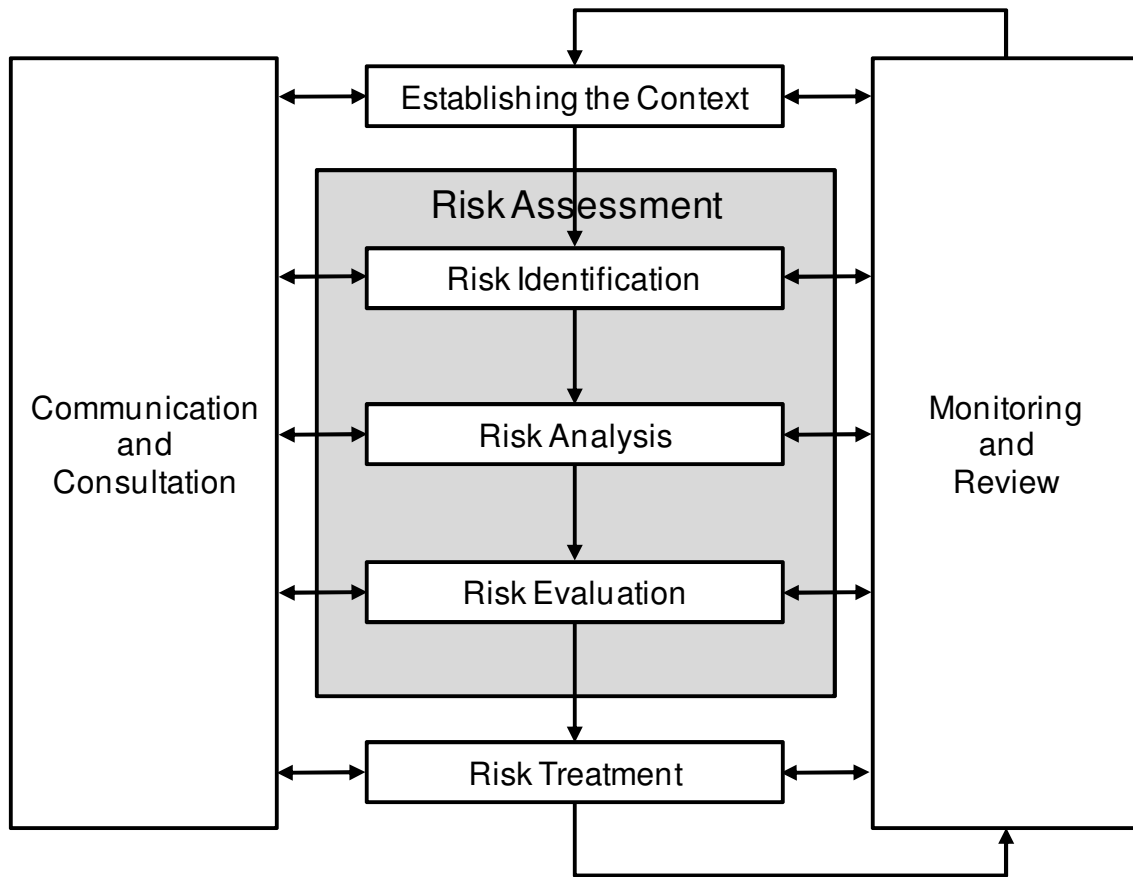 Establishing the Context
Risk Assessment
Risk Identification
Communication
and
Consultation
Risk Analysis
Monitoring
and
Review
Risk Evaluation
Risk Treatment